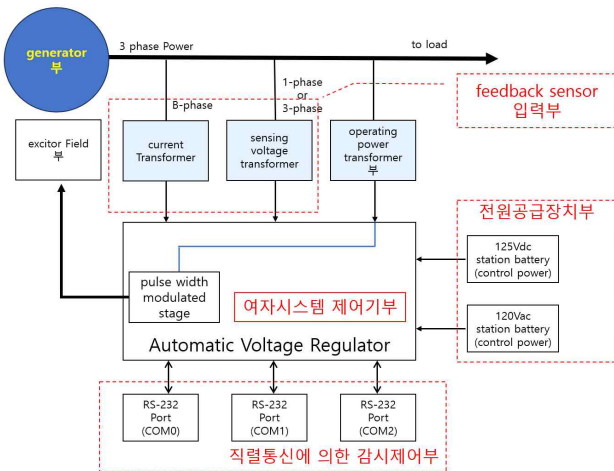 generator
부
3 phase Power
to load
B-phase
1-phase
or
3-phase
feedback sensor
입력부
excitor Field
부
current
Transformer
sensing
voltage
transformer
operating
power
transformer
부
전원공급장치부
125Vdc
station battery
(control power)
pulse width
modulated
stage
여자시스템 제어기부
120Vac
station battery
(control power)
Automatic Voltage Regulator
RS-232
Port
(COM0)
RS-232
Port
(COM1)
RS-232
Port
(COM2)
직렬통신에 의한 감시제어부